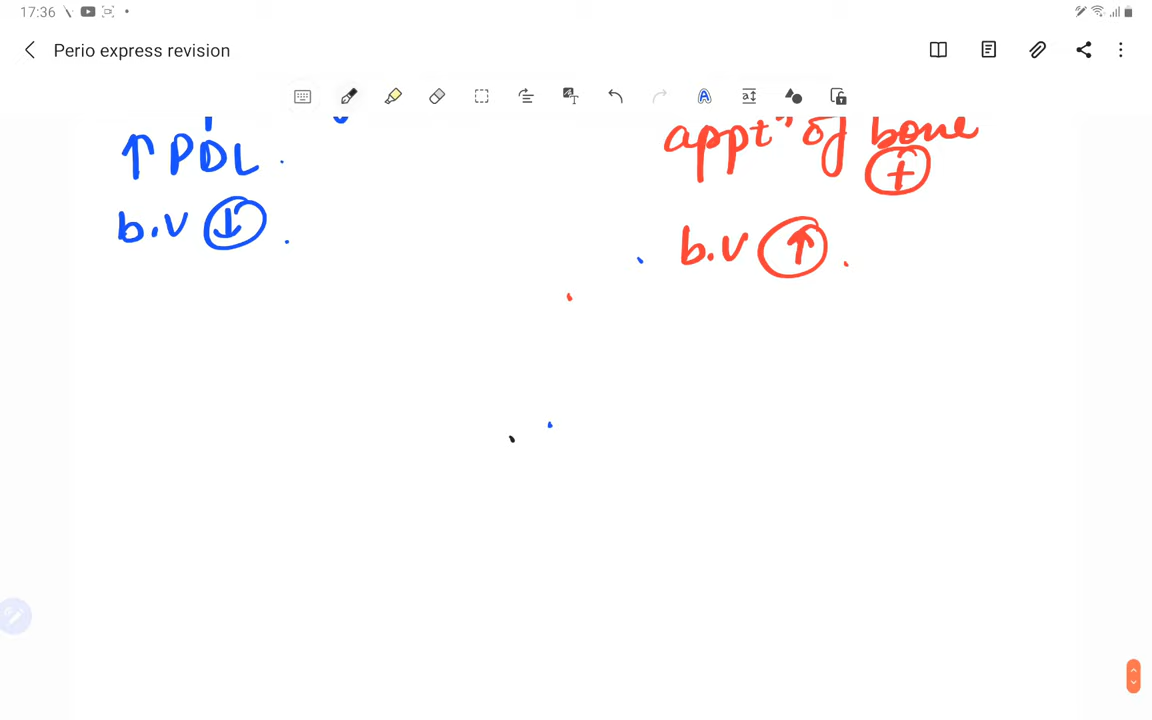 17:36
Perio express revision
↑ PDL.
b.v ↓.
appt" of bone
+
b.v ↑.